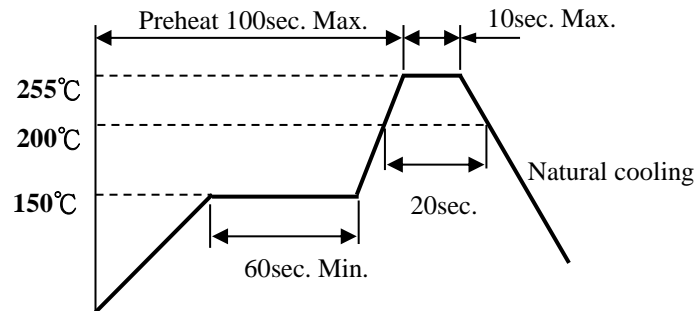 Preheat 100sec. Max.
10sec. Max.
255℃
200℃
Natural cooling
150℃
20sec.
60sec. Min.